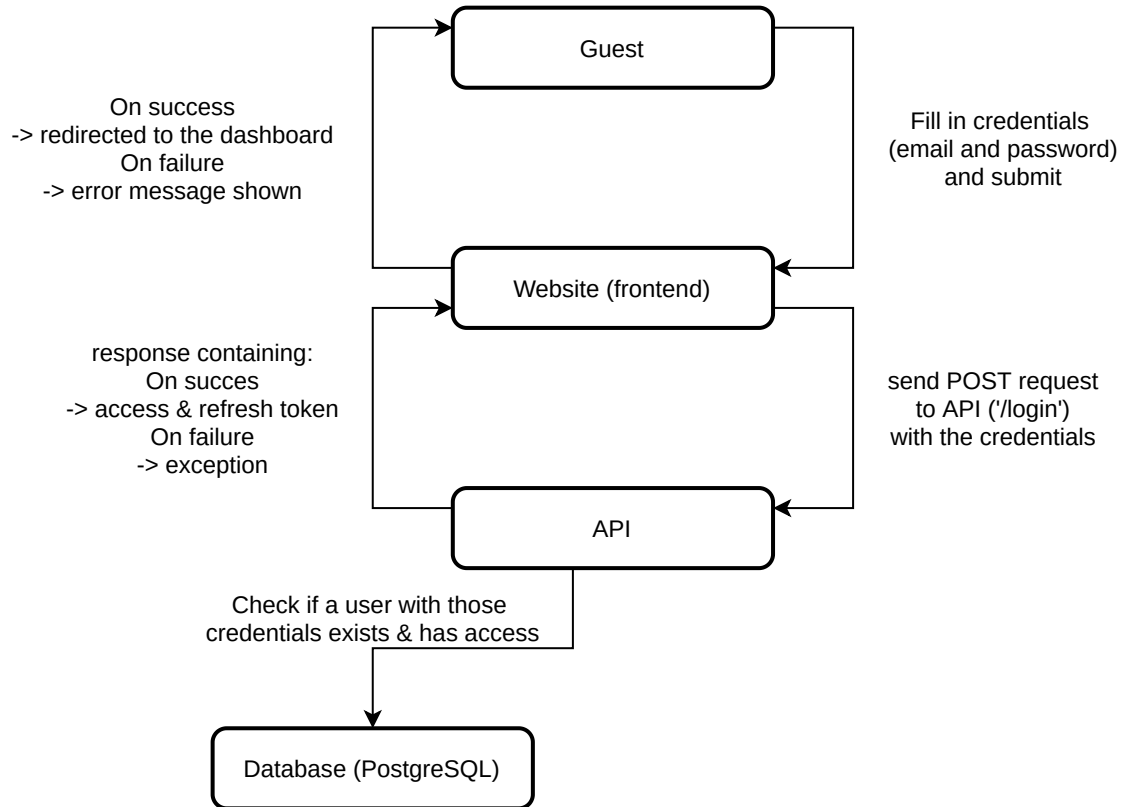 Guest
On success
-> redirected to the dashboard
On failure
-> error message shown
Fill in credentials
(email and password)
and submit
Website (frontend)
response containing:
On succes
-> access & refresh token
On failure
-> exception
send POST request
to API ('/login')
with the credentials
API
Check if a user with those
credentials exists & has access
Database (PostgreSQL)